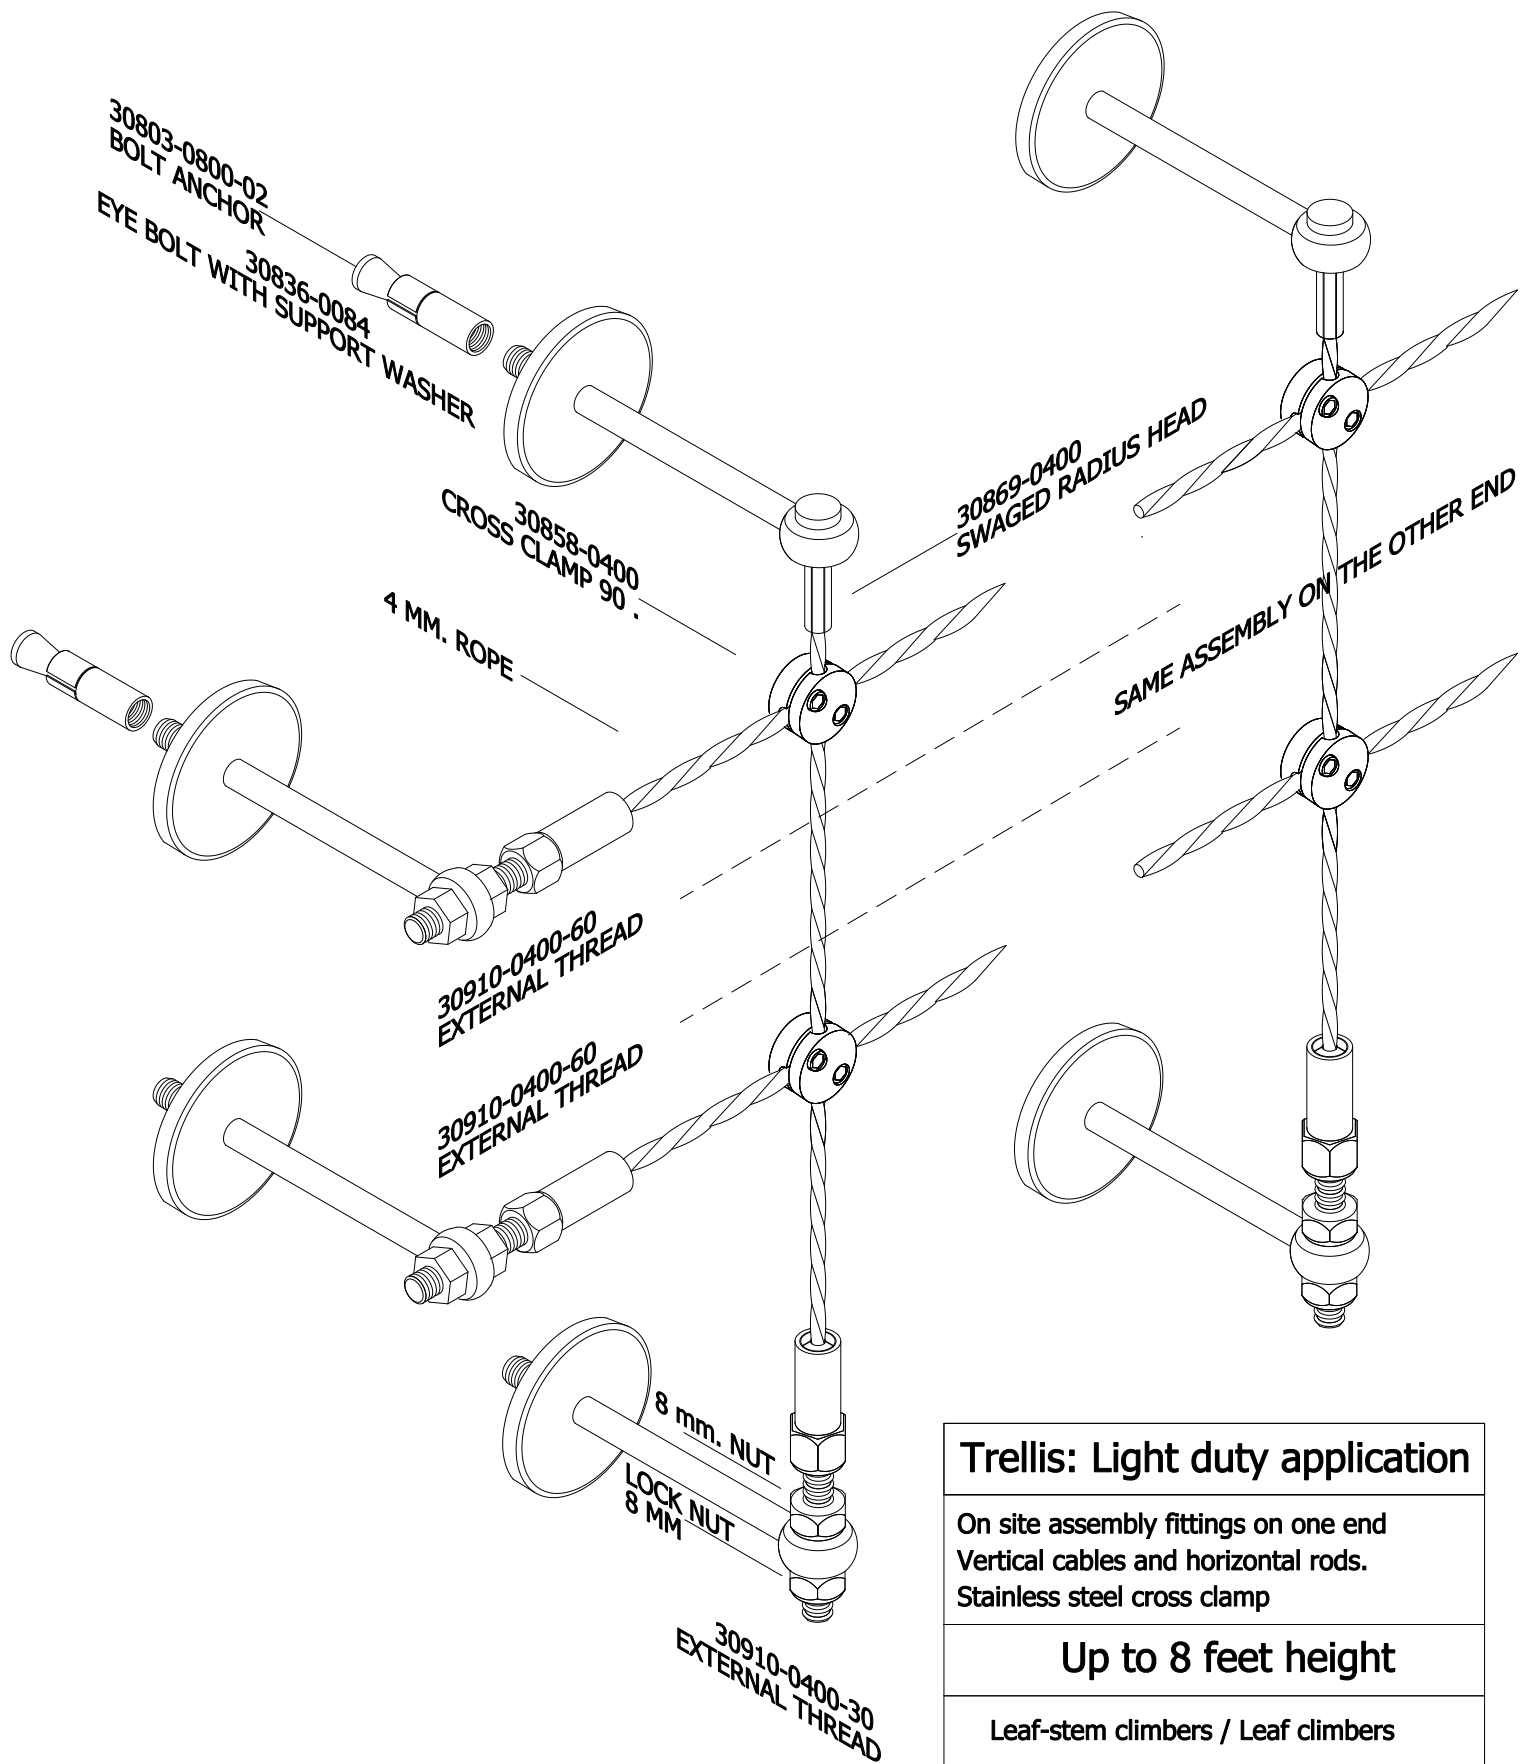 30803-0800-02
BOLT ANCHOR
30836-0084
EYE BOLT WITH SUPPORT WASHER
30858-0400
CROSS CLAMP 90 .
4 MM. ROPE
30869-0400
SWAGED RADIUS HEAD
SAME ASSEMBLY ON THE OTHER END
30910-0400-60
EXTERNAL THREAD
30910-0400-60
EXTERNAL THREAD
8 mm. NUT
LOCK NUT
8 MM
30910-0400-30
EXTERNAL THREAD
Trellis: Light duty application
On site assembly fittings on one end
Vertical cables and horizontal rods.
Stainless steel cross clamp
Up to 8 feet height
Leaf-stem climbers / Leaf climbers